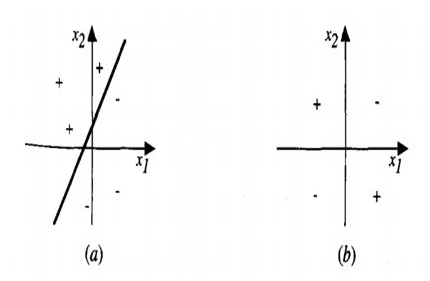 x2 x2
+ +
+ - + -
+
x1 x1
- - +
-
(a) (b)